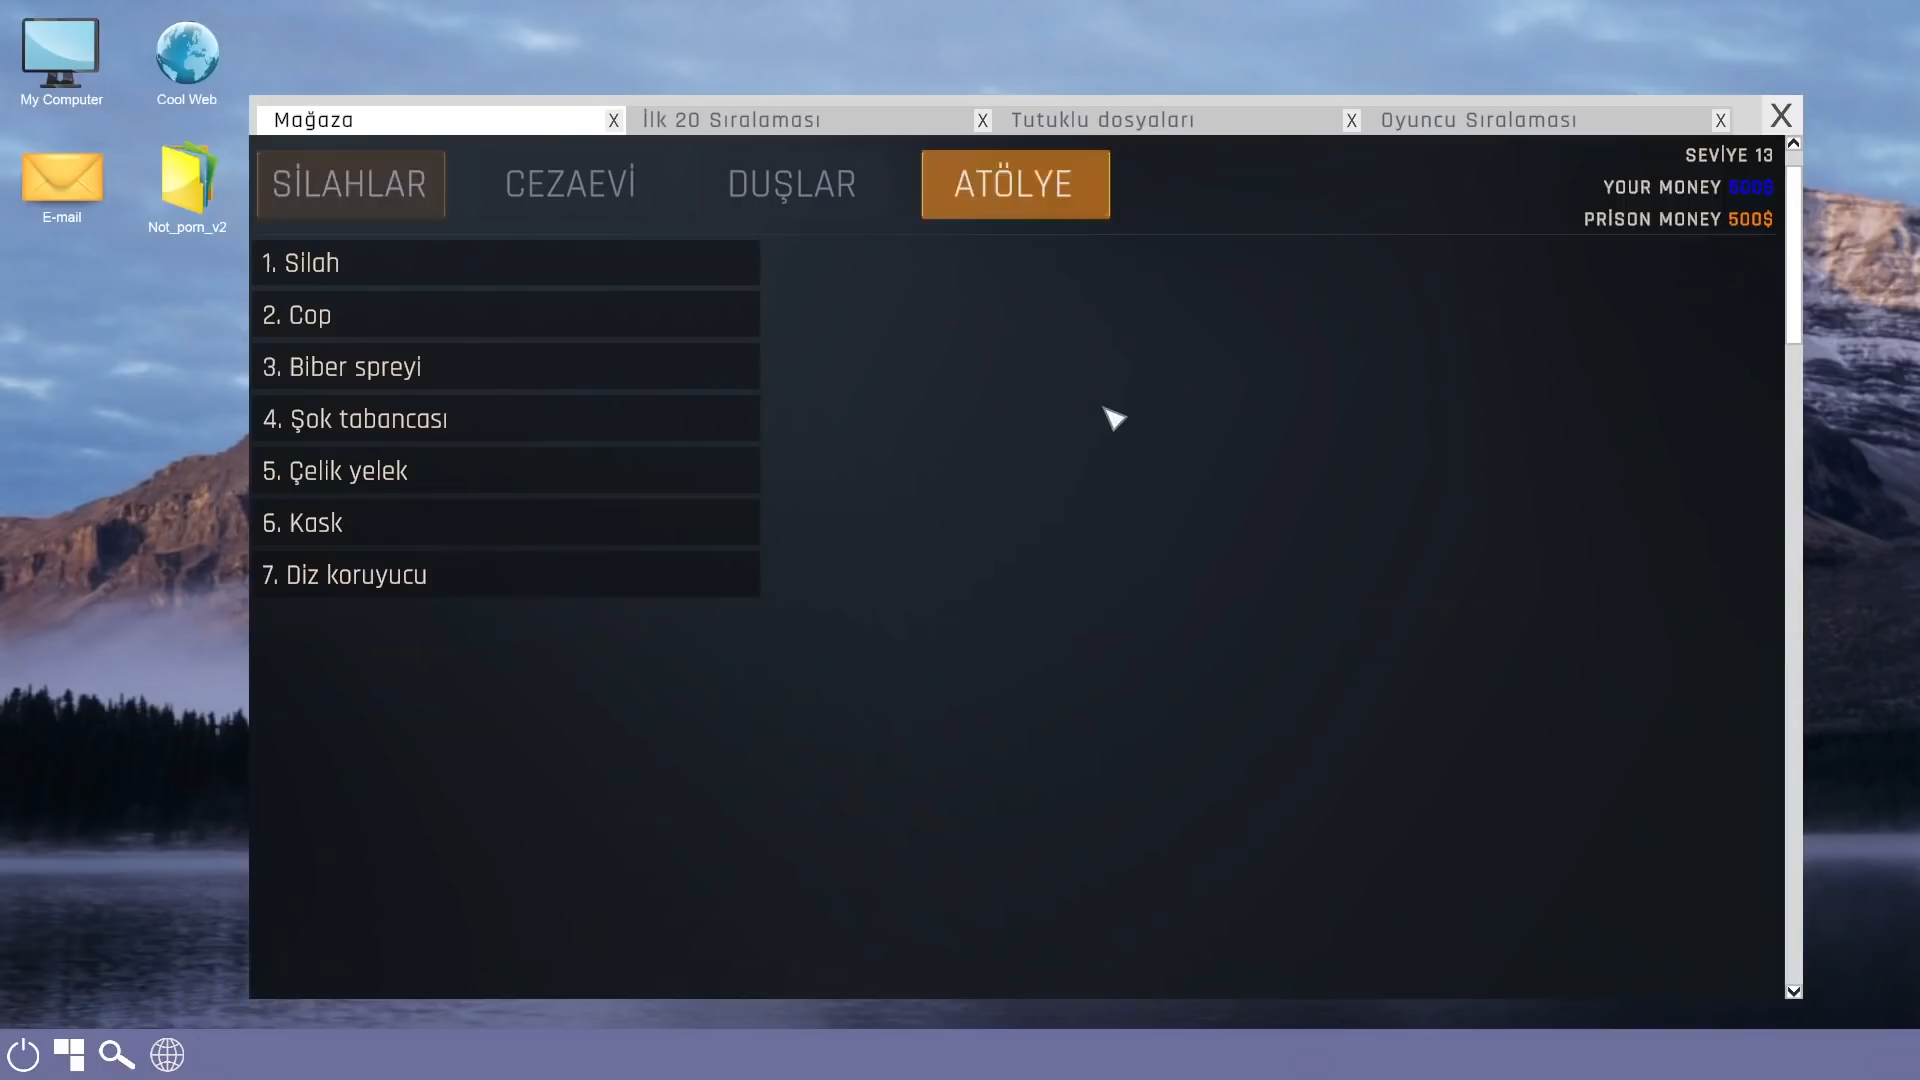 My Computer
Cool Web
E-mail
Not_porn_v2
Mağaza X
İlk 20 Sıralaması X
Tutuklu dosyaları X
Oyuncu Sıralaması X
X
SİLAHLAR
CEZAEVİ
DUŞLAR
ATÖLYE
SEVİYE 13
YOUR MONEY 500$
PRİSON MONEY 500$
1. Silah
2. Cop
3. Biber spreyi
4. Şok tabancası
5. Çelik yelek
6. Kask
7. Diz koruyucu